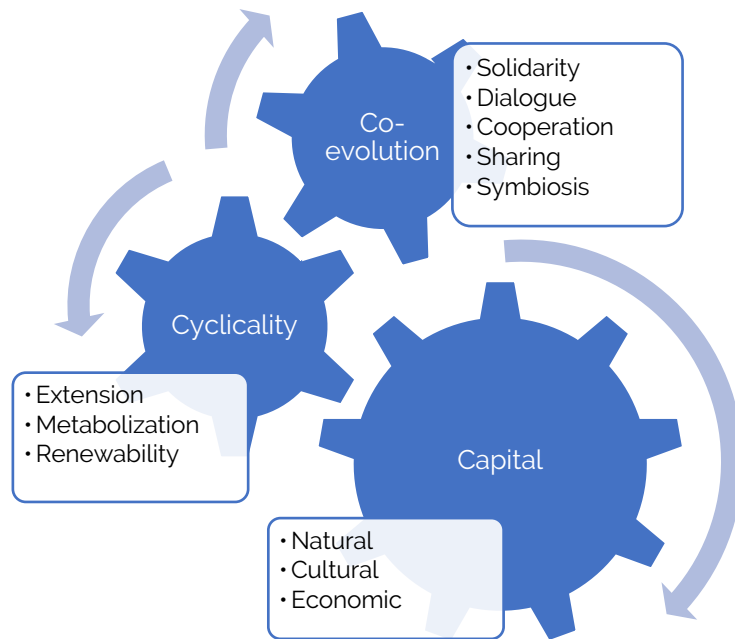 Co-
evolution
• Solidarity
• Dialogue
• Cooperation
• Sharing
• Symbiosis
Cyclicality
• Extension
• Metabolization
• Renewability
Capital
• Natural
• Cultural
• Economic